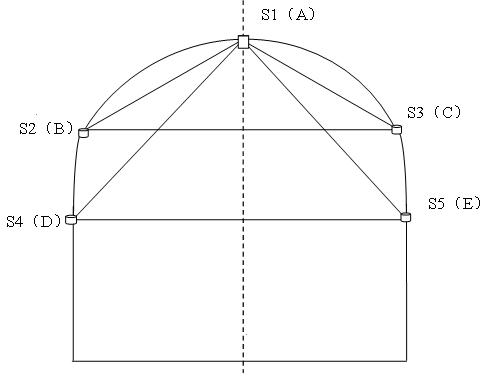 S1（A）
S3（C）
S2（B）
S5（E）
S4（D）